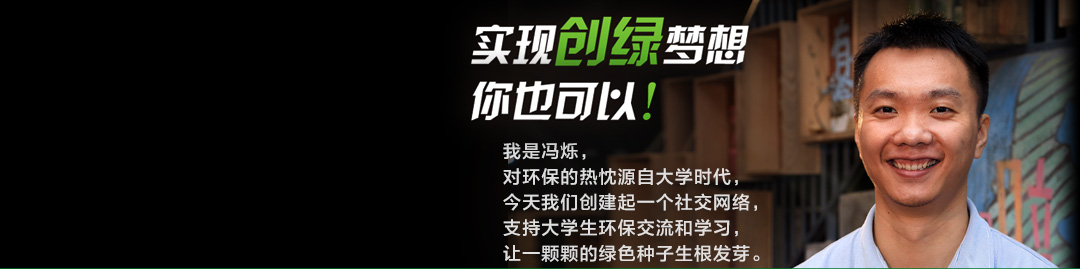 实现创绿梦想
你也可以！
我是冯烁，
对环保的热忱源自大学时代，
今天我们创建起一个社交网络，
支持大学生环保交流和学习，
让一颗颗的绿色种子生根发芽。